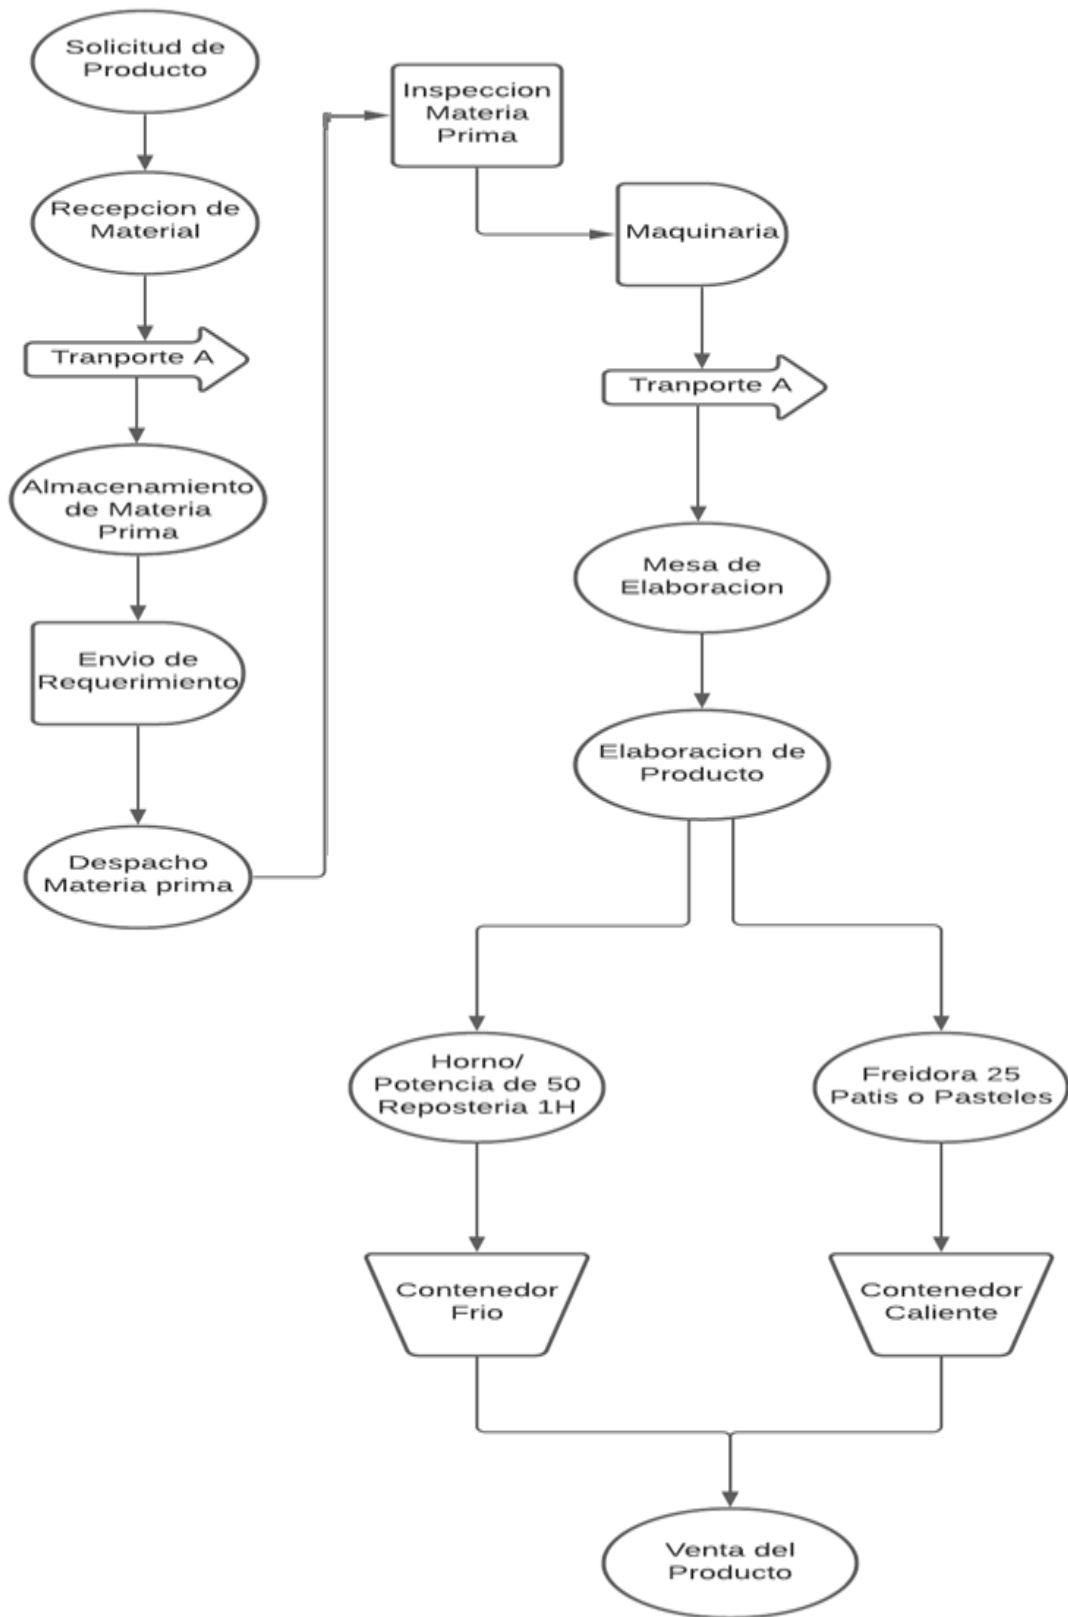 Solicitud de
Producto
Recepcion de
Material
Tranporte A
Almacenamiento
de Materia
Prima
Envio de
Requerimiento
Despacho
Materia prima
Inspeccion
Materia
Prima
Maquinaria
Tranporte A
Mesa de
Elaboracion
Elaboracion de
Producto
Horno/
Potencia de 50
Reposteria 1H
Freidora 25
Patis o Pasteles
Contenedor
Frio
Contenedor
Caliente
Venta del
Producto